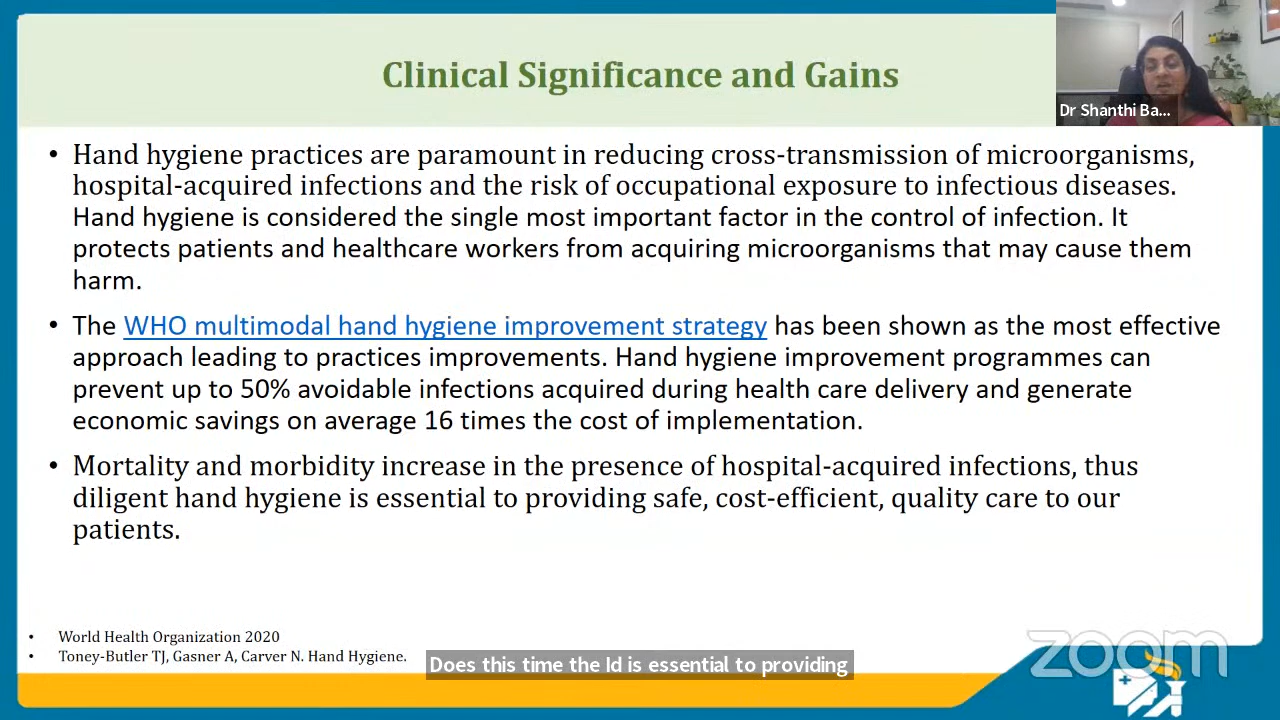 Clinical Significance and Gains
Dr Shanthi Ba...
• Hand hygiene practices are paramount in reducing cross-transmission of microorganisms,
hospital-acquired infections and the risk of occupational exposure to infectious diseases.
Hand hygiene is considered the single most important factor in the control of infection. It
protects patients and healthcare workers from acquiring microorganisms that may cause them
harm.
• The WHO multimodal hand hygiene improvement strategy has been shown as the most effective
approach leading to practices improvements. Hand hygiene improvement programmes can
prevent up to 50% avoidable infections acquired during health care delivery and generate
economic savings on average 16 times the cost of implementation.
• Mortality and morbidity increase in the presence of hospital-acquired infections, thus
diligent hand hygiene is essential to providing safe, cost-efficient, quality care to our
patients.
• World Health Organization 2020
• Toney-Butler TJ, Gasner A, Carver N. Hand Hygiene.
Does this time the Id is essential to providing
zoom